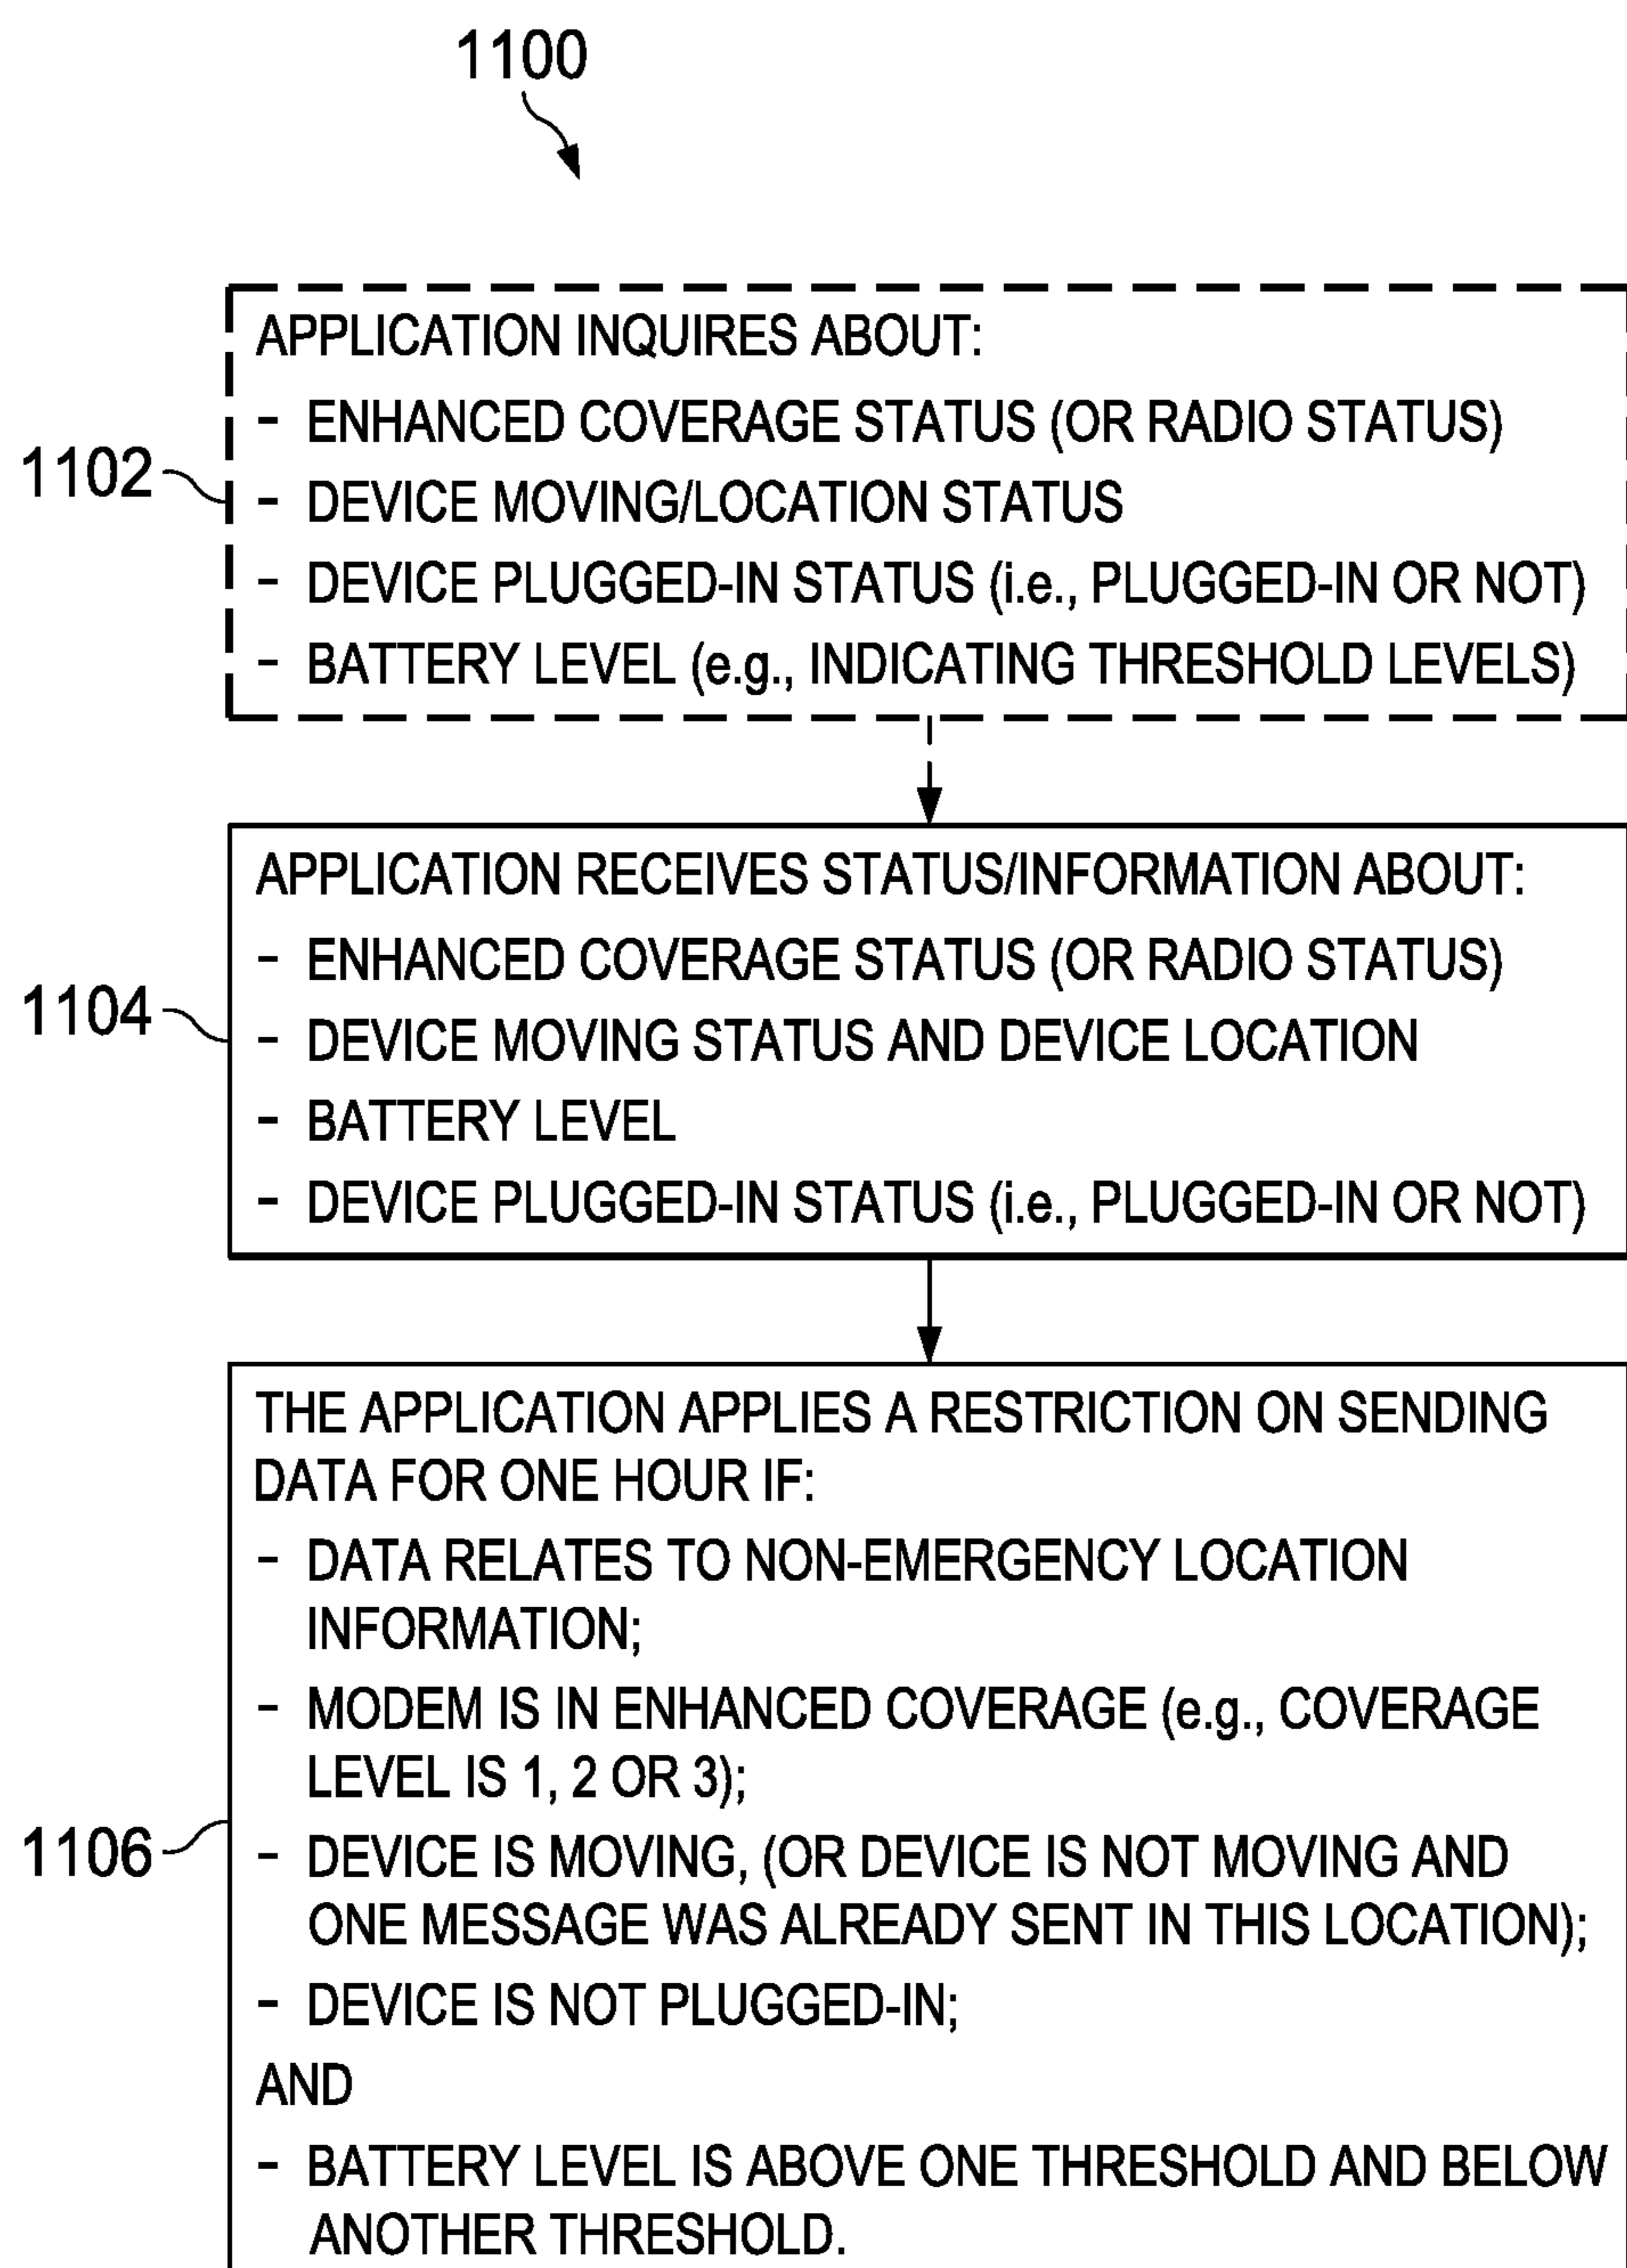 1100
APPLICATION INQUIRES ABOUT:
- ENHANCED COVERAGE STATUS (OR RADIO STATUS)
1102
- DEVICE MOVING/LOCATION STATUS
- DEVICE PLUGGED-IN STATUS (i.e., PLUGGED-IN OR NOT)
- BATTERY LEVEL (e.g., INDICATING THRESHOLD LEVELS)
APPLICATION RECEIVES STATUS/INFORMATION ABOUT:
- ENHANCED COVERAGE STATUS (OR RADIO STATUS)
1104
- DEVICE MOVING STATUS AND DEVICE LOCATION
- BATTERY LEVEL
- DEVICE PLUGGED-IN STATUS (i.e., PLUGGED-IN OR NOT)
THE APPLICATION APPLIES A RESTRICTION ON SENDING
DATA FOR ONE HOUR IF:
- DATA RELATES TO NON-EMERGENCY LOCATION
INFORMATION;
- MODEM IS IN ENHANCED COVERAGE (e.g., COVERAGE
LEVEL IS 1, 2 OR 3);
1106
- DEVICE IS MOVING, (OR DEVICE IS NOT MOVING AND
ONE MESSAGE WAS ALREADY SENT IN THIS LOCATION);
- DEVICE IS NOT PLUGGED-IN;
AND
- BATTERY LEVEL IS ABOVE ONE THRESHOLD AND BELOW
ANOTHER THRESHOLD.